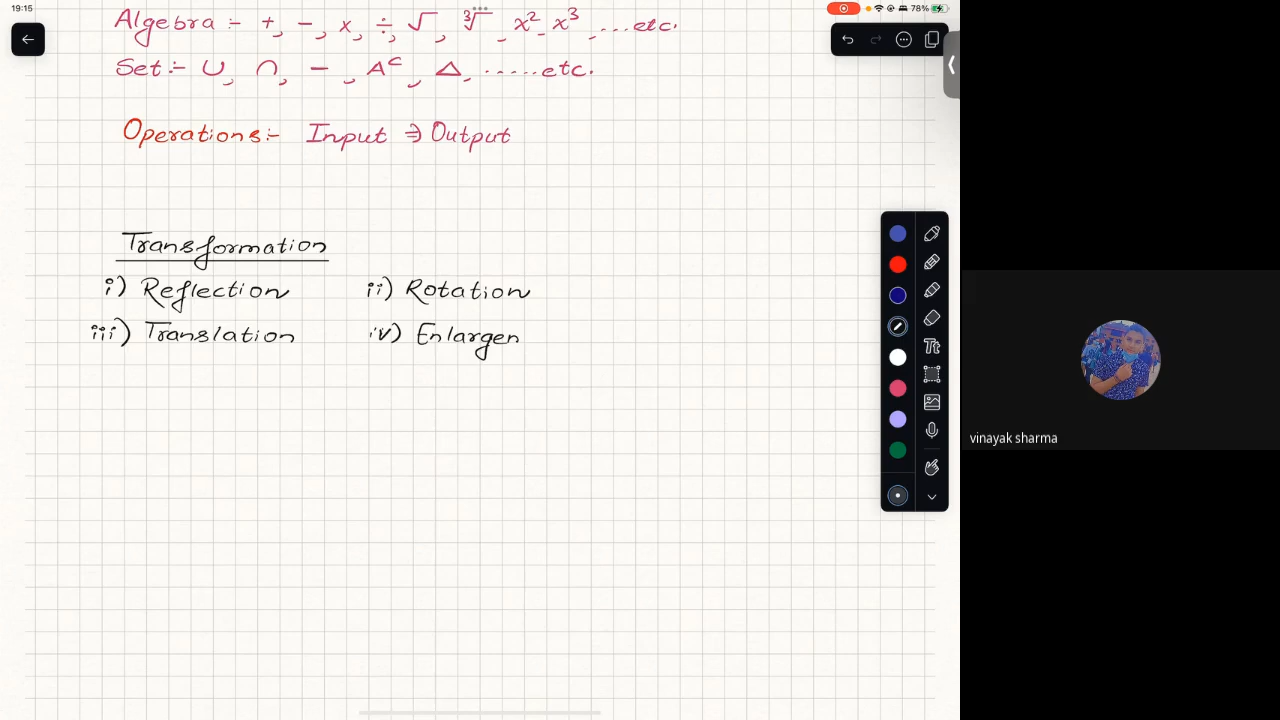 19:15
78%
Algebra :- +, -, x, ÷, √, ∛, x², x³, ....etc.
Set :- ∪, ∩, -, Aᶜ, Δ, ......etc.
Operations :- Input ⇒ Output
Transformation
i) Reflection ii) Rotation
iii) Translation iv) Enlargen
Tt
vinayak sharma